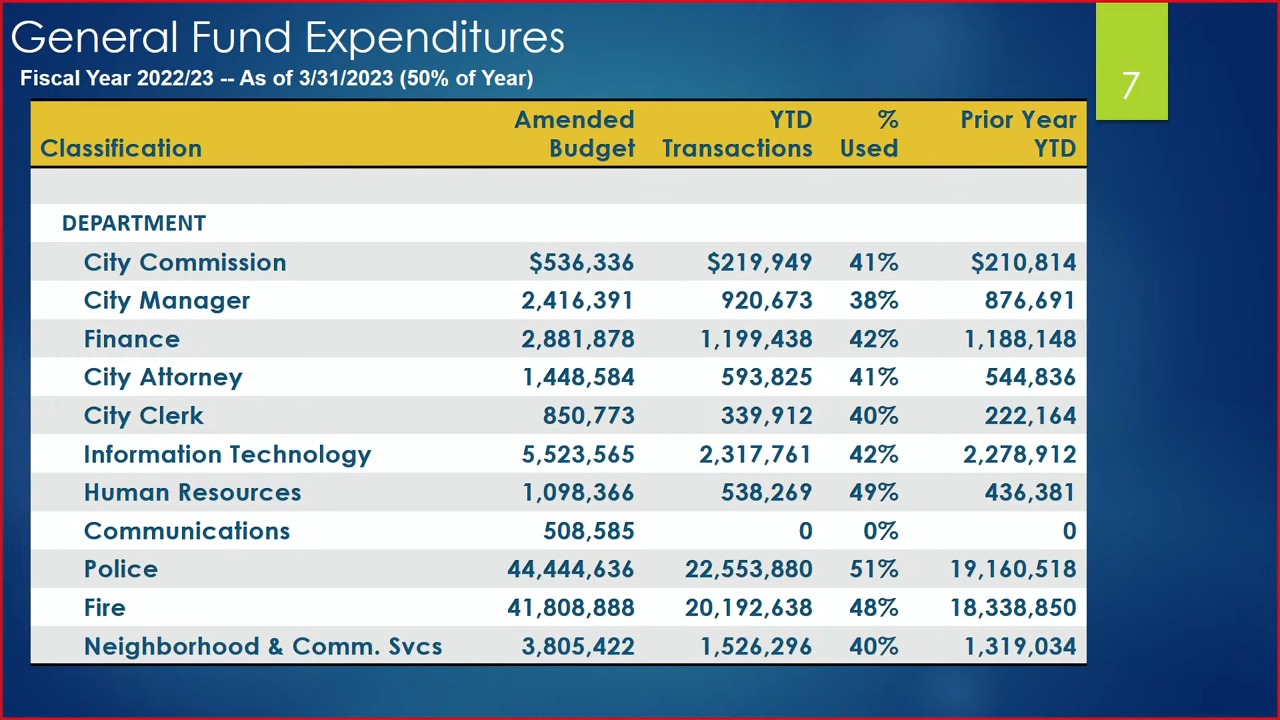 General Fund Expenditures
Fiscal Year 2022/23 -- As of 3/31/2023 (50% of Year)
7
Amended YTD % Prior Year
Classification Budget Transactions Used YTD
DEPARTMENT
City Commission $536,336 $219,949 41% $210,814
City Manager 2,416,391 920,673 38% 876,691
Finance 2,881,878 1,199,438 42% 1,188,148
City Attorney 1,448,584 593,825 41% 544,836
City Clerk 850,773 339,912 40% 222,164
Information Technology 5,523,565 2,317,761 42% 2,278,912
Human Resources 1,098,366 538,269 49% 436,381
Communications 508,585 0 0% 0
Police 44,444,636 22,553,880 51% 19,160,518
Fire 41,808,888 20,192,638 48% 18,338,850
Neighborhood & Comm. Svcs 3,805,422 1,526,296 40% 1,319,034